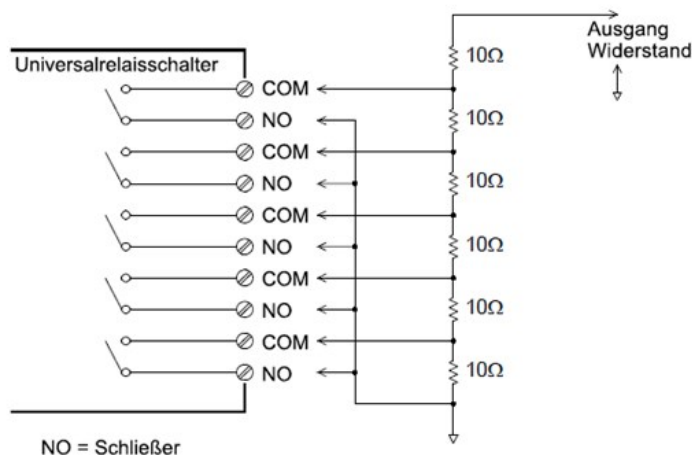 Ausgang
Widerstand
10Ω
Universalrelaisschalter
COM
10Ω
NO
COM
10Ω
NO
COM
10Ω
NO
COM
10Ω
NO
COM
10Ω
NO
NO = Schließer